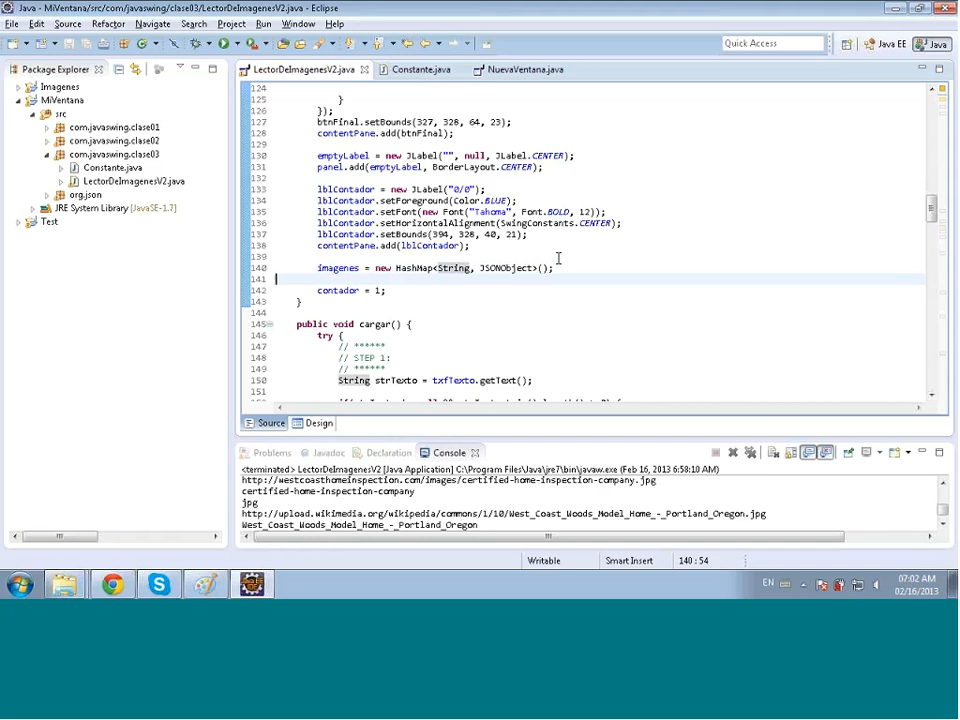 Java - MiVentana/src/com/javaswing/clase03/LectorDeImagenesV2.java - Eclipse
File Edit Source Refactor Navigate Search Project Run Window Help
Quick Access Java EE Java
Package Explorer
Imagenes
MiVentana
src
com.javaswing.clase01
com.javaswing.clase02
com.javaswing.clase03
Constante.java
LectorDeImagenesV2.java
org.json
JRE System Library [JavaSE-1.7]
Test
LectorDeImagenesV2.java Constante.java NuevaVentana.java
124
125 }
126 });
127 btnFinal.setBounds(327, 328, 64, 23);
128 contentPane.add(btnFinal);
129
130 emptyLabel = new JLabel("", null, JLabel.CENTER);
131 panel.add(emptyLabel, BorderLayout.CENTER);
132
133 lblContador = new JLabel("0/0");
134 lblContador.setForeground(Color.BLUE);
135 lblContador.setFont(new Font("Tahoma", Font.BOLD, 12));
136 lblContador.setHorizontalAlignment(SwingConstants.CENTER);
137 lblContador.setBounds(394, 328, 40, 21);
138 contentPane.add(lblContador);
139
140 imagenes = new HashMap<String, JSONObject>();
141
142 contador = 1;
143 }
144
145 public void cargar() {
146 try {
147 // ******
148 // STEP 1:
149 // ******
150 String strTexto = txfTexto.getText();
151
Source Design
Problems Javadoc Declaration Console
<terminated> LectorDeImagenesV2 [Java Application] C:\Program Files\Java\jre7\bin\javaw.exe (Feb 16, 2013 6:58:10 AM)
http://westcoasthomeinspection.com/images/certified-home-inspection-company.jpg
certified-home-inspection-company
jpg
http://upload.wikimedia.org/wikipedia/commons/1/10/West_Coast_Woods_Model_Home_-_Portland_Oregon.jpg
West_Coast_Woods_Model_Home_-_Portland_Oregon
Writable Smart Insert 140 : 54
EN
07:02 AM
02/16/2013